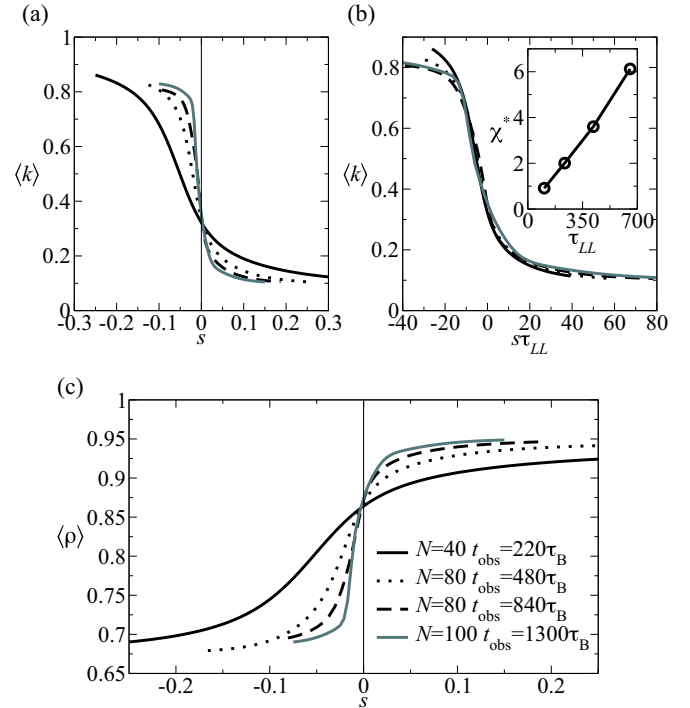 (a)
(b)
1
0.8
0.6
0.4
0.2
0
⟨k⟩
-0.3 -0.2 -0.1 0 0.1 0.2 0.3
s
0.8
0.6
0.4
0.2
0
⟨k⟩
-40 -20 0 20 40 60 80
sτ_LL
6
4
2
0
χ*
0 350 700
τ_LL
(c)
1
0.95
0.9
0.85
0.8
0.75
0.7
0.65
⟨ρ⟩
-0.2 -0.1 0 0.1 0.2
s
N=40 t_obs=220τ_B
N=80 t_obs=480τ_B
N=80 t_obs=840τ_B
N=100 t_obs=1300τ_B